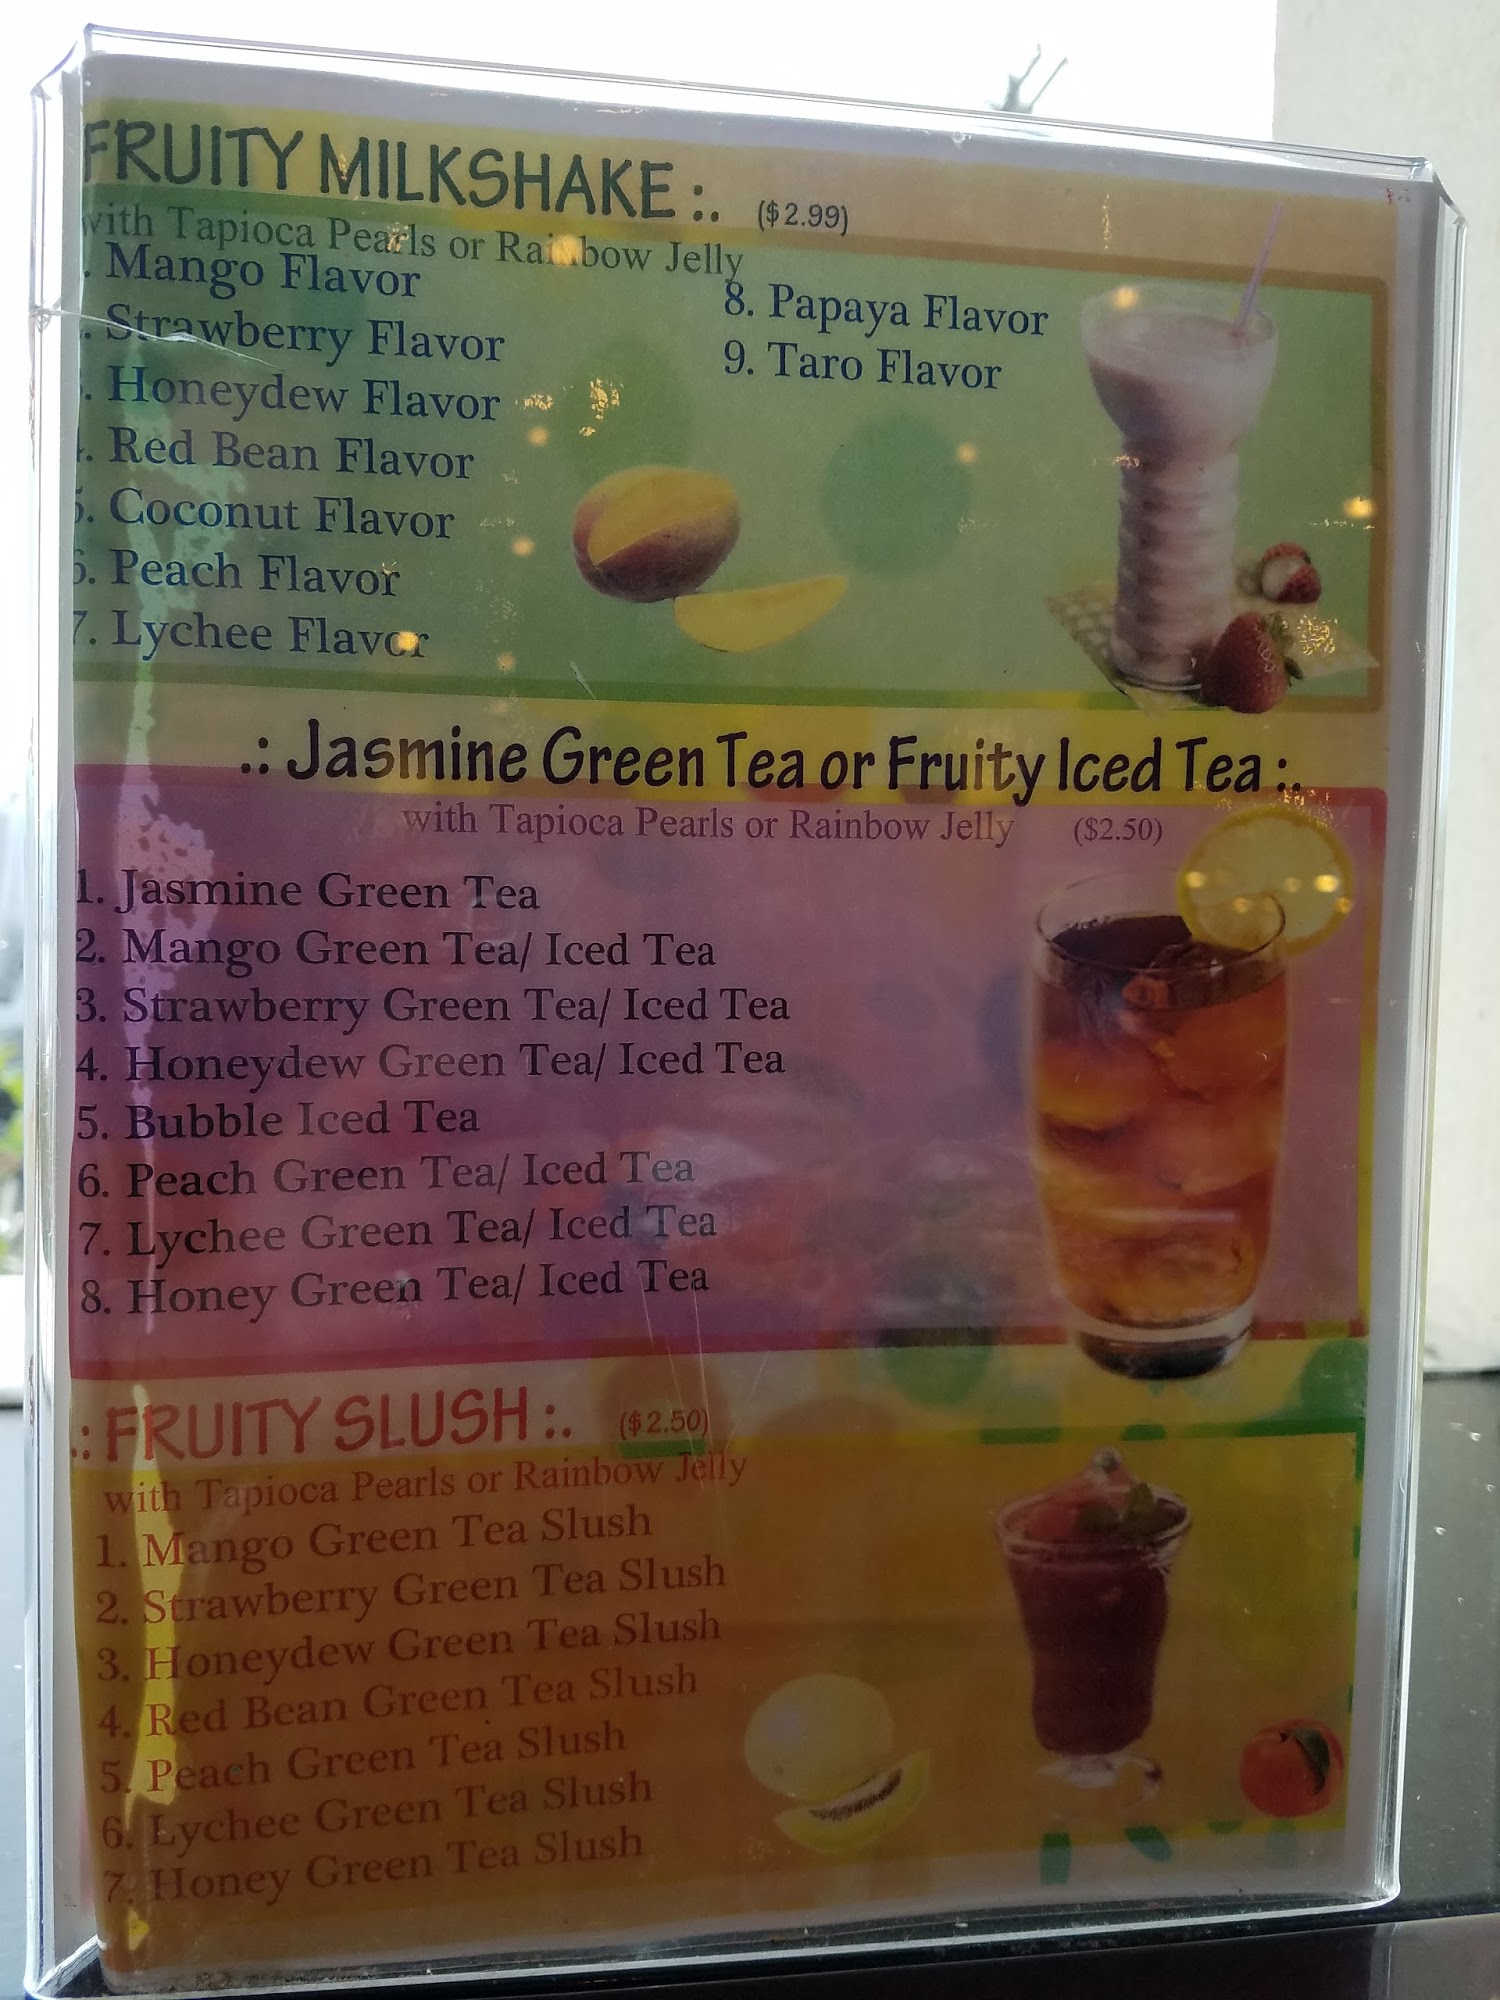 FRUITY MILKSHAKE :. ($2.99)
with Tapioca Pearls or Rainbow Jelly
. Mango Flavor
. Strawberry Flavor
. Honeydew Flavor
4. Red Bean Flavor
5. Coconut Flavor
6. Peach Flavor
7. Lychee Flavor
8. Papaya Flavor
9. Taro Flavor
.: Jasmine Green Tea or Fruity Iced Tea :.
with Tapioca Pearls or Rainbow Jelly ($2.50)
1. Jasmine Green Tea
2. Mango Green Tea/ Iced Tea
3. Strawberry Green Tea/ Iced Tea
4. Honeydew Green Tea/ Iced Tea
5. Bubble Iced Tea
6. Peach Green Tea/ Iced Tea
7. Lychee Green Tea/ Iced Tea
8. Honey Green Tea/ Iced Tea
.: FRUITY SLUSH :. ($2.50)
with Tapioca Pearls or Rainbow Jelly
1. Mango Green Tea Slush
2. Strawberry Green Tea Slush
3. Honeydew Green Tea Slush
4. Red Bean Green Tea Slush
5. Peach Green Tea Slush
6. Lychee Green Tea Slush
7. Honey Green Tea Slush